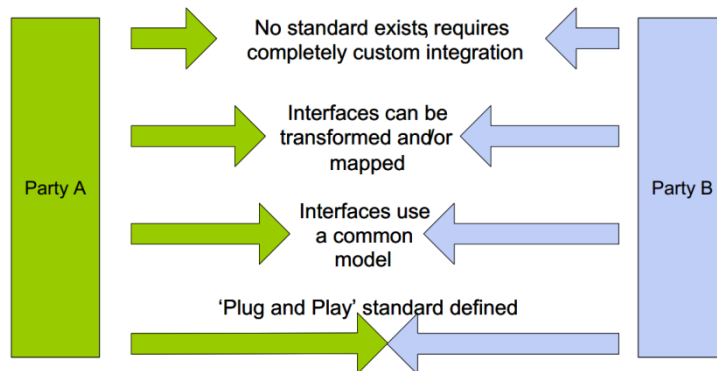 No standard exists, requires
completely custom integration
Interfaces can be
transformed and/or
mapped
Party A
Party B
Interfaces use
a common
model
‘Plug and Play’ standard defined